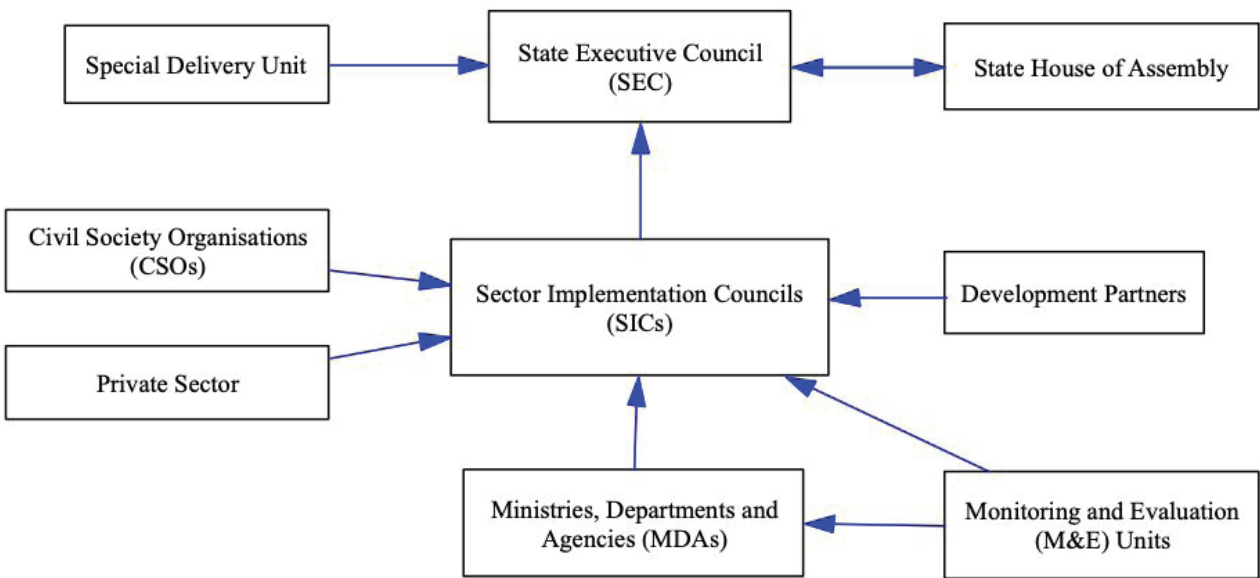 Special Delivery Unit
State Executive Council
(SEC)
State House of Assembly
Civil Society Organisations
(CSOs)
Sector Implementation Councils
(SICs)
Development Partners
Private Sector
Ministries, Departments and
Agencies (MDAs)
Monitoring and Evaluation
(M&E) Units